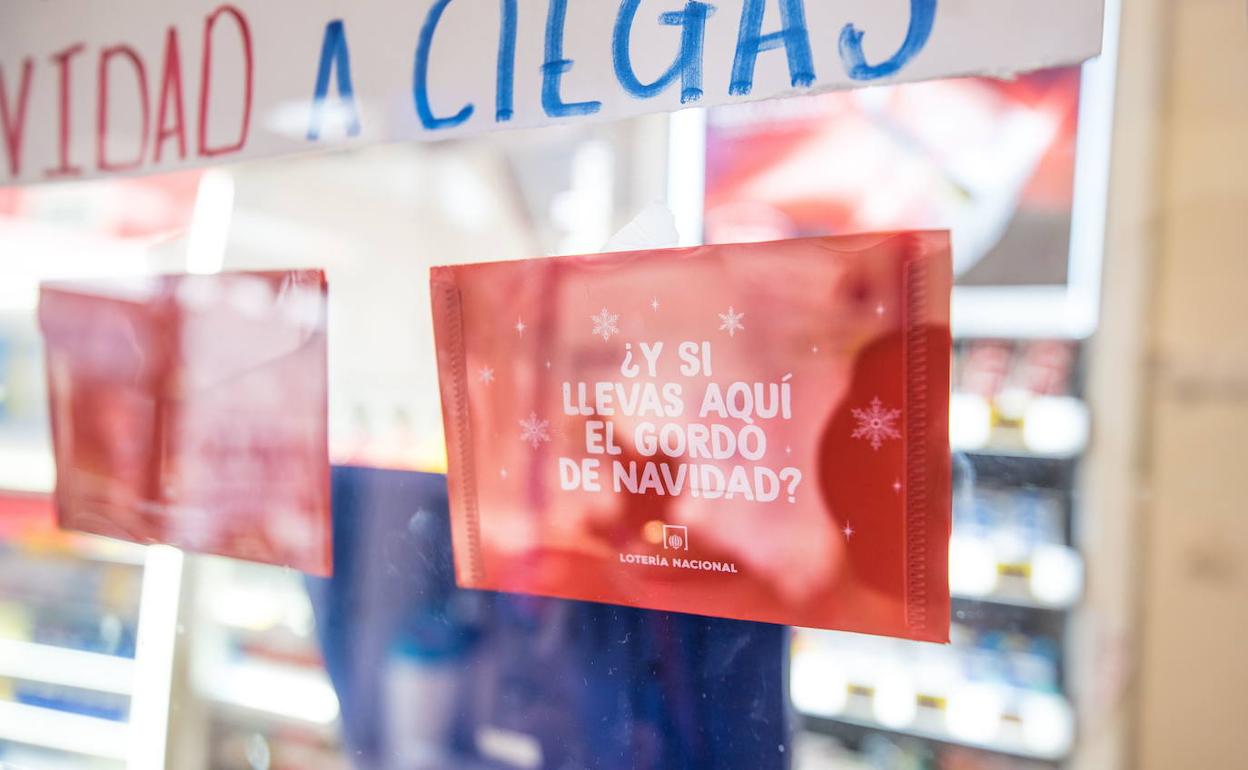 VIDAD A CIEGAS
¿Y SI
LLEVAS AQUÍ
EL GORDO
DE NAVIDAD?
LOTERÍA NACIONAL